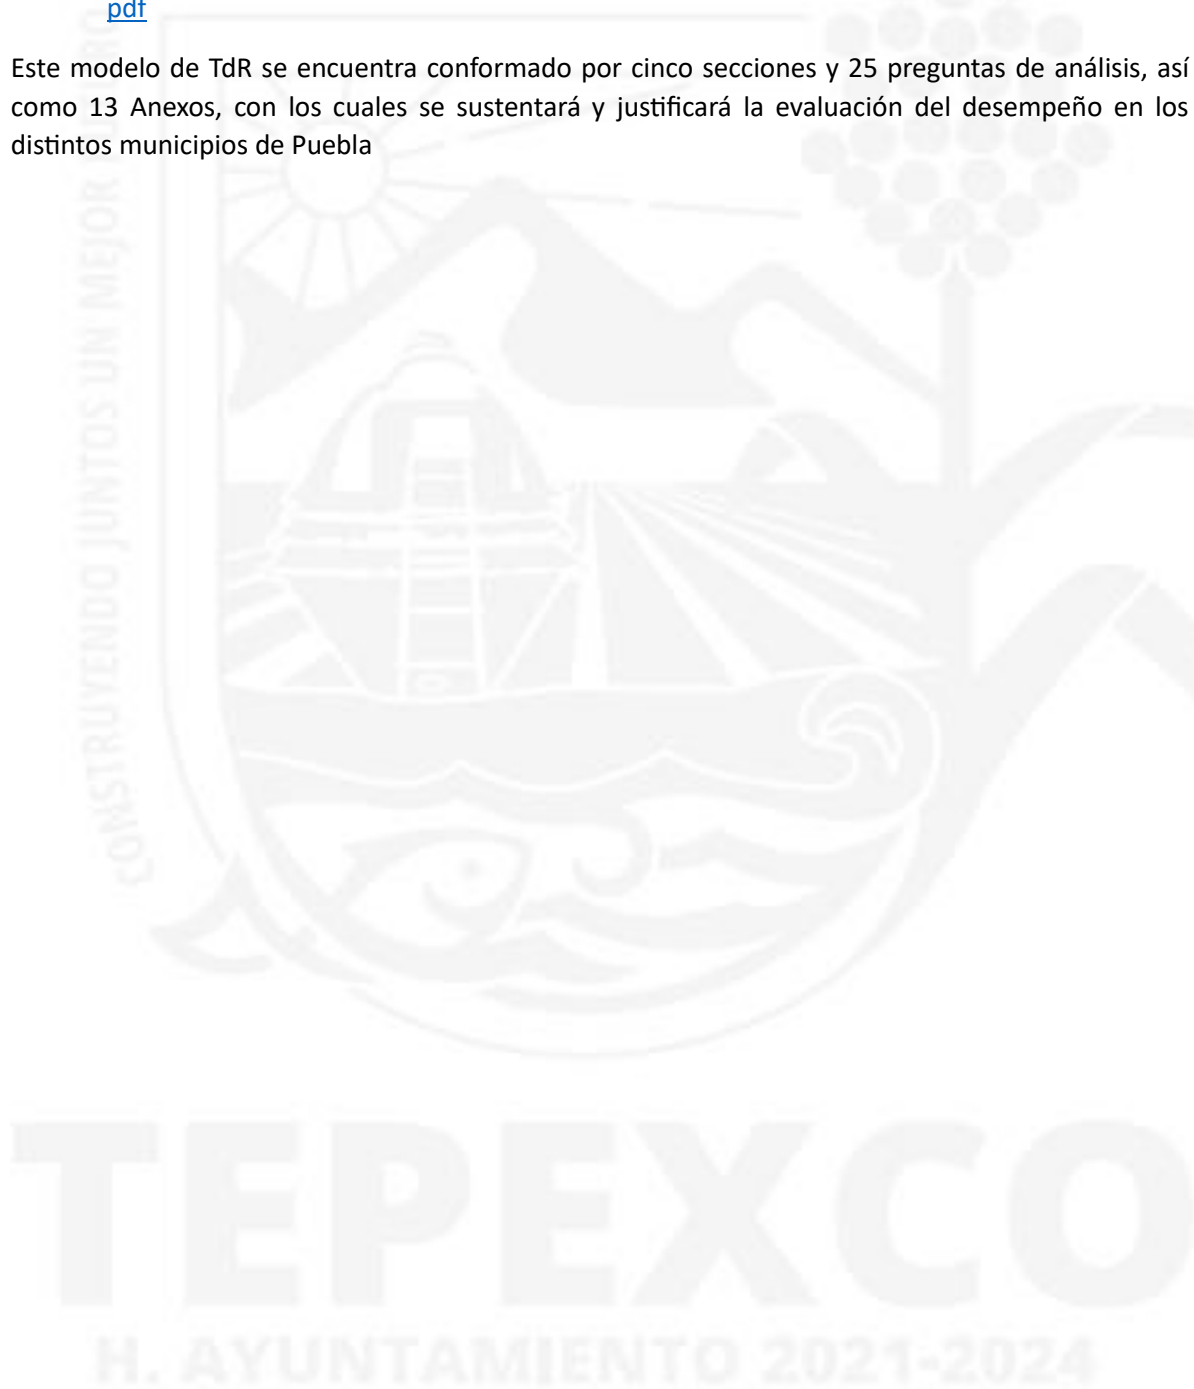 pdf
Este modelo de TdR se encuentra conformado por cinco secciones y 25 preguntas de análisis, así
como 13 Anexos, con los cuales se sustentará y justificará la evaluación del desempeño en los
distintos municipios de Puebla
CONSTRUYENDO JUNTOS UN MEJOR FUTURO
TEPEXCO
H. AYUNTAMIENTO 2021-2024